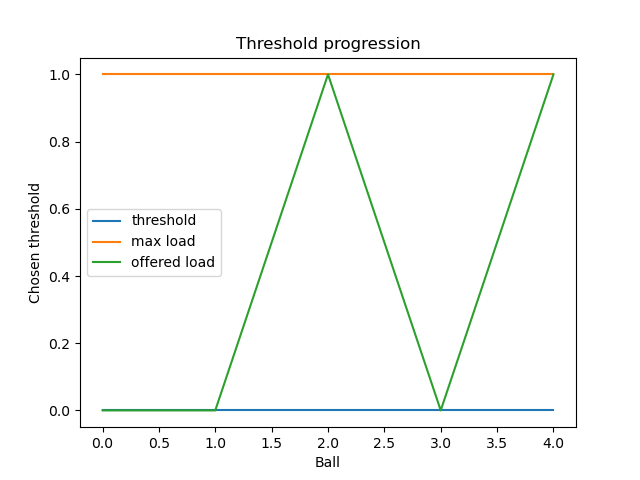 Threshold progression
Chosen threshold
1.0
0.8
0.6
0.4
0.2
0.0
threshold
max load
offered load
0.0 0.5 1.0 1.5 2.0 2.5 3.0 3.5 4.0
Ball